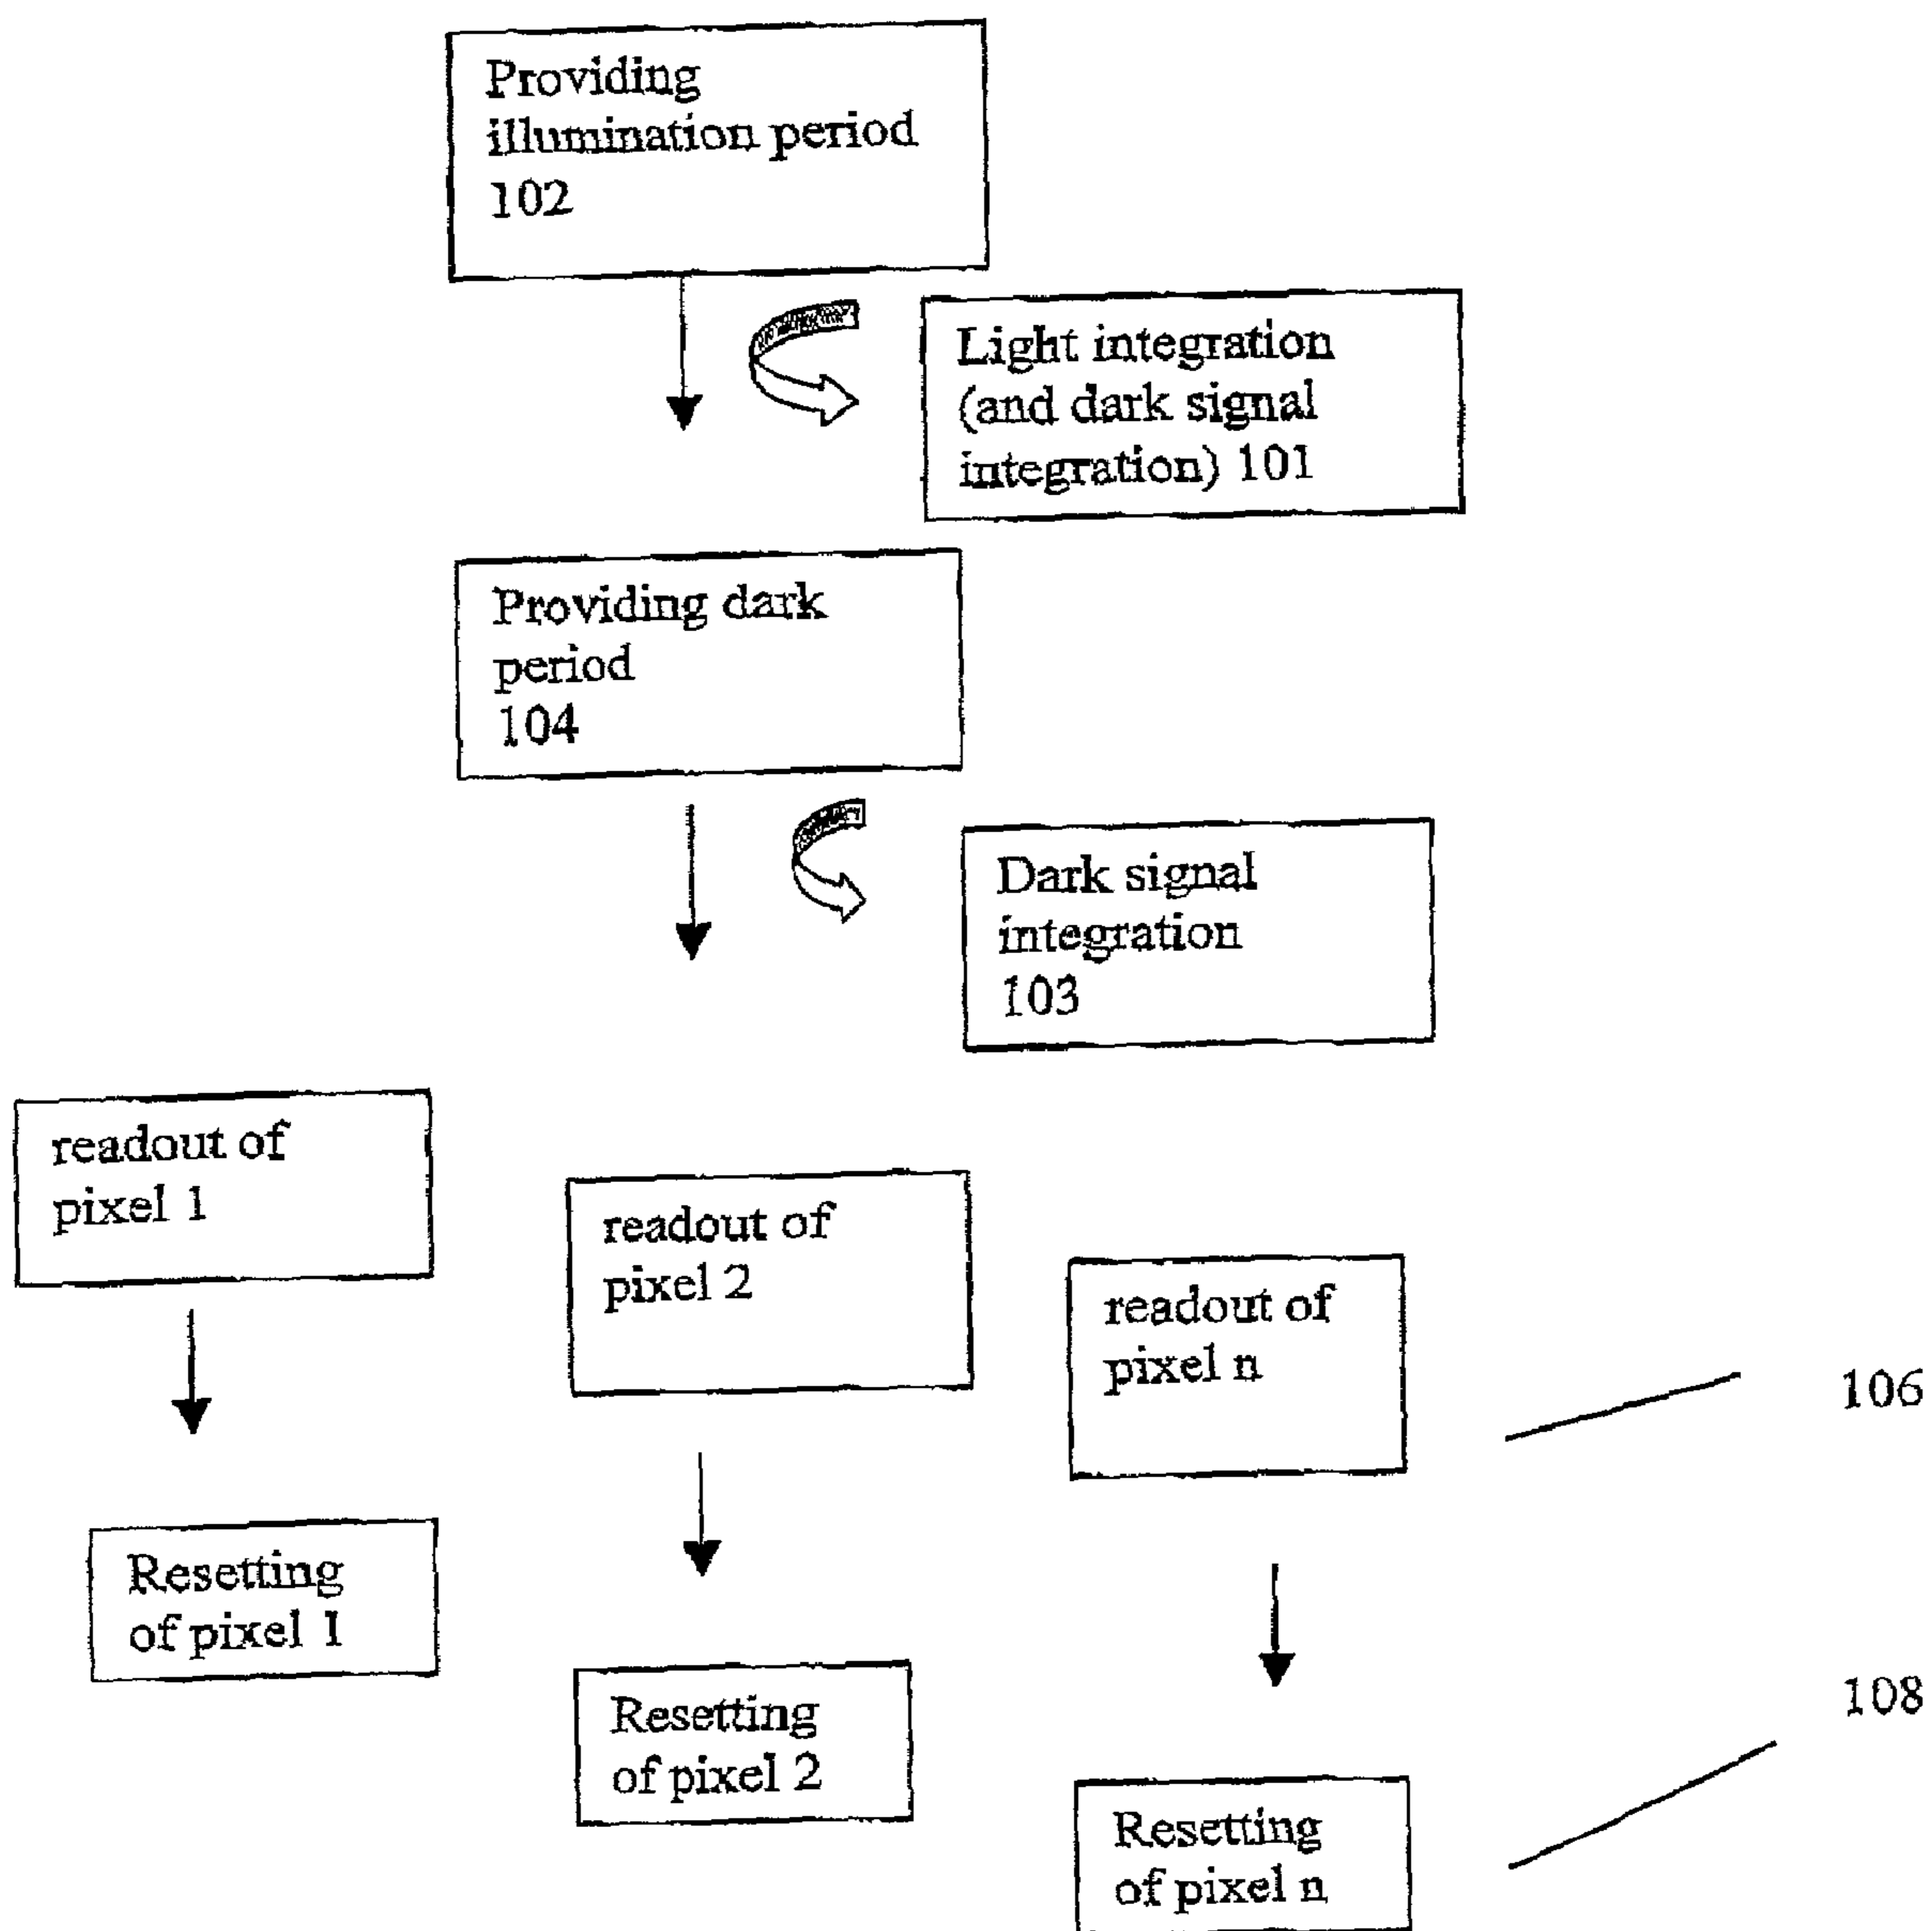 Providing
illumination period
102
Light integration
(and dark signal
integration) 101
Providing dark
period
104
Dark signal
integration
103
readout of
pixel 1
readout of
pixel 2
readout of
pixel n
106
Resetting
of pixel 1
Resetting
of pixel 2
108
Resetting
of pixel n